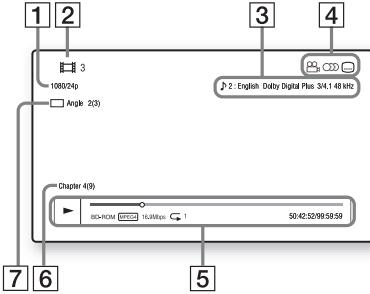 1 2 3 4
3
1080/24p
2 : English Dolby Digital Plus 3/4.1 48 kHz
Angle 2(3)
Chapter 4(9)
BD-ROM MPEG4 16.9Mbps 1 50:42:52/99:59:59
7 6 5